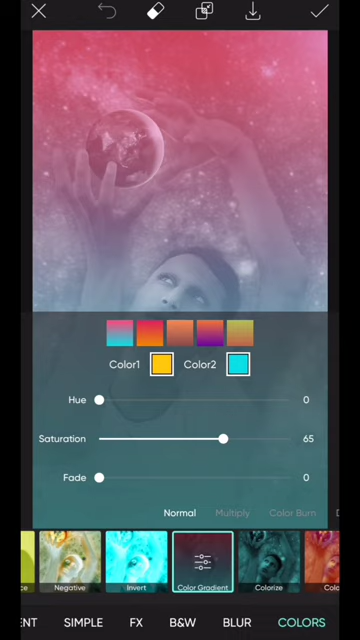 Color1 Color2
Hue 0
Saturation 65
Fade 0
Normal Multiply Color Burn
Negative Invert Color Gradient Colorize
SIMPLE FX B&W BLUR COLORS